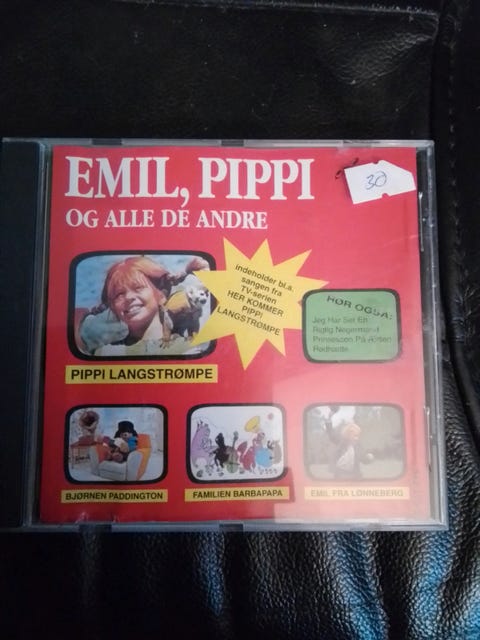 EMIL, PIPPI
OG ALLE DE ANDRE
30
indeholder bl.a.
sangen fra
TV-serien
HER KOMMER
PIPPI
LANGSTRØMPE
HØR OGSÅ:
Jeg Har Set En
Rigtig Negermand
Prinsessen På Ærten
Rødhætte
PIPPI LANGSTRØMPE
BJØRNEN PADDINGTON
FAMILIEN BARBAPAPA
EMIL FRA LØNNEBERG